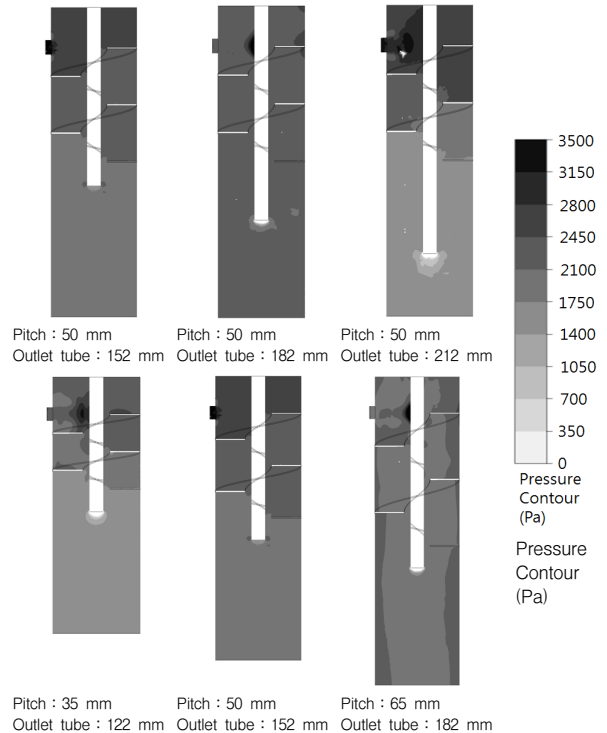 Pitch : 50 mm
Outlet tube : 152 mm
Pitch : 50 mm
Outlet tube : 182 mm
Pitch : 50 mm
Outlet tube : 212 mm
3500
3150
2800
2450
2100
1750
1400
1050
700
350
0
Pressure
Contour
(Pa)
Pressure
Contour
(Pa)
Pitch : 35 mm
Outlet tube : 122 mm
Pitch : 50 mm
Outlet tube : 152 mm
Pitch : 65 mm
Outlet tube : 182 mm